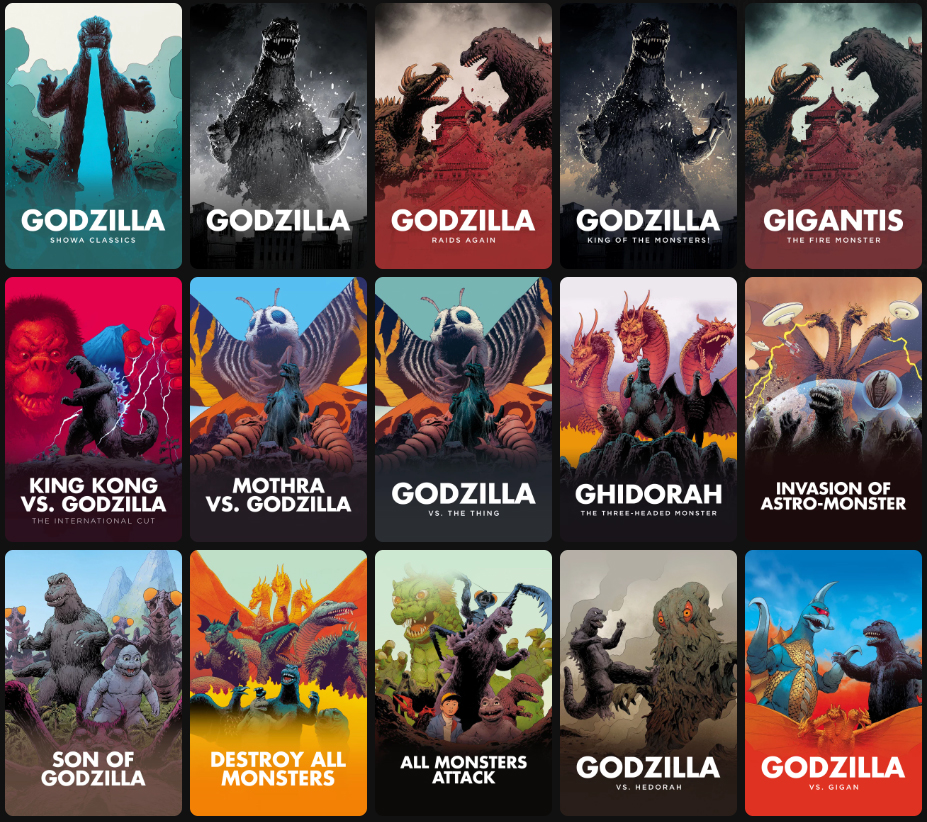 GODZILLA
SHOWA CLASSICS
GODZILLA
GODZILLA
RAIDS AGAIN
GODZILLA
KING OF THE MONSTERS!
GIGANTIS
THE FIRE MONSTER
KING KONG
VS. GODZILLA
THE INTERNATIONAL CUT
MOTHRA
VS. GODZILLA
GODZILLA
VS. THE THING
GHIDORAH
THE THREE-HEADED MONSTER
INVASION OF
ASTRO-MONSTER
SON OF
GODZILLA
DESTROY ALL
MONSTERS
ALL MONSTERS
ATTACK
GODZILLA
VS. HEDORAH
GODZILLA
VS. GIGAN